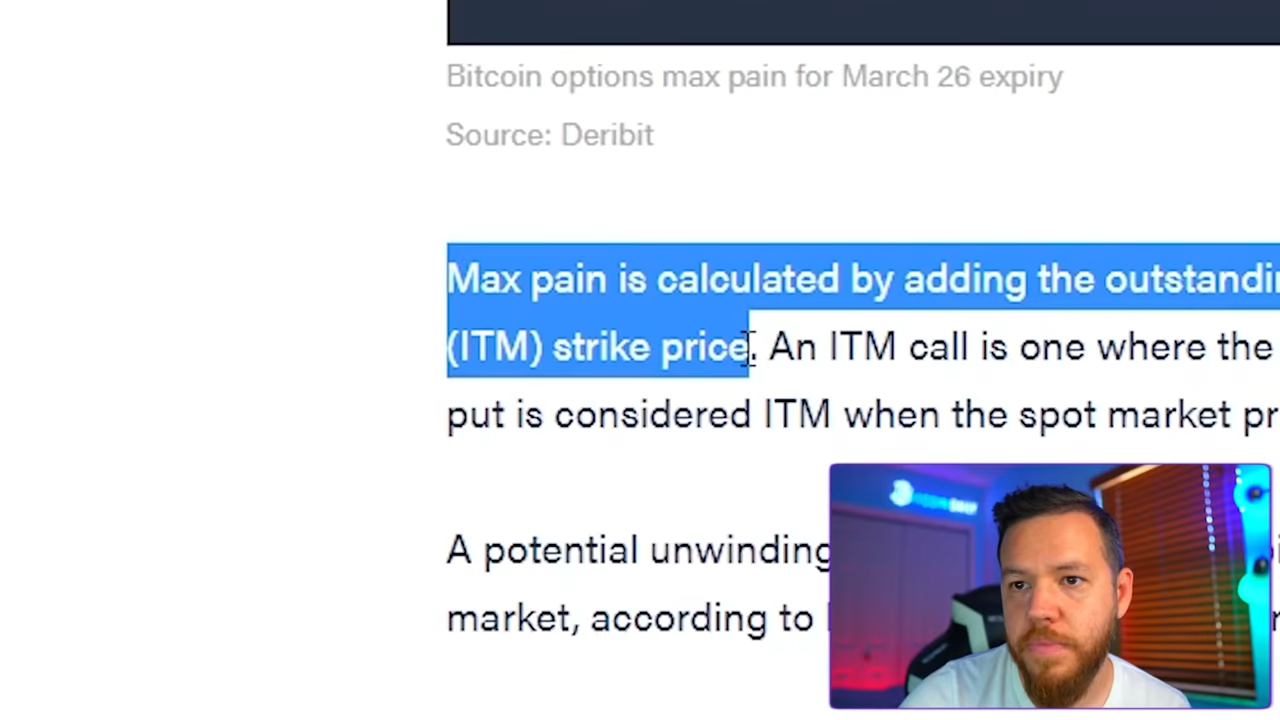 Bitcoin options max pain for March 26 expiry
Source: Deribit
Max pain is calculated by adding the
(ITM) strike price. An ITM call is one where the
put is considered ITM when the spot market
A potential unwinding
market, according to